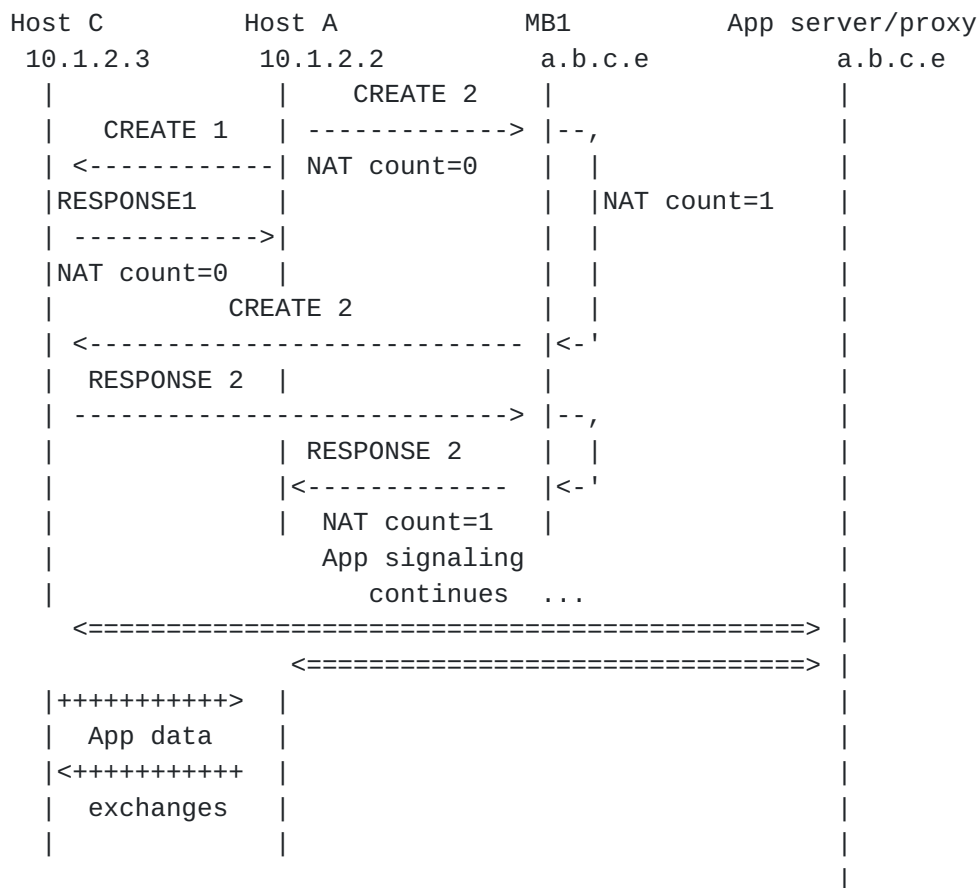 Host C         Host A            MB1          App server/proxy
 10.1.2.3       10.1.2.2          a.b.c.e            a.b.c.e
  |              |    CREATE 2    |                  |
  |   CREATE 1   | -------------> |--,               |
  | <------------| NAT count=0    |  |               |
  |RESPONSE1     |                |  |NAT count=1    |
  | ------------>|                |  |               |
  |NAT count=0   |                |  |               |
  |           CREATE 2            |  |               |
  | <---------------------------- |<-'               |
  |  RESPONSE 2  |                |                  |
  | ----------------------------> |--,               |
  |              | RESPONSE 2     |  |               |
  |              |<-------------  |<-'               |
  |              |  NAT count=1   |                  |
  |                 App signaling                    |
  |                    continues  ...                |
    <==============================================> |
                  <================================> |
  |+++++++++++>  |                                   |
  |  App data    |                                   |
  |<+++++++++++  |                                   |
  |  exchanges   |                                   |
  |              |                                   |
                                                     |